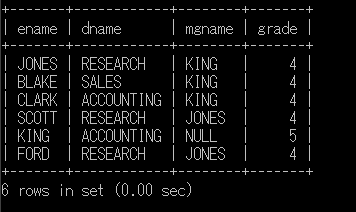 +-------+------------+--------+-------+
| ename | dname      | mgname | grade |
+-------+------------+--------+-------+
| JONES | RESEARCH   | KING   |     4 |
| BLAKE | SALES      | KING   |     4 |
| CLARK | ACCOUNTING | KING   |     4 |
| SCOTT | RESEARCH   | JONES  |     4 |
| KING  | ACCOUNTING | NULL   |     5 |
| FORD  | RESEARCH   | JONES  |     4 |
+-------+------------+--------+-------+
6 rows in set (0.00 sec)